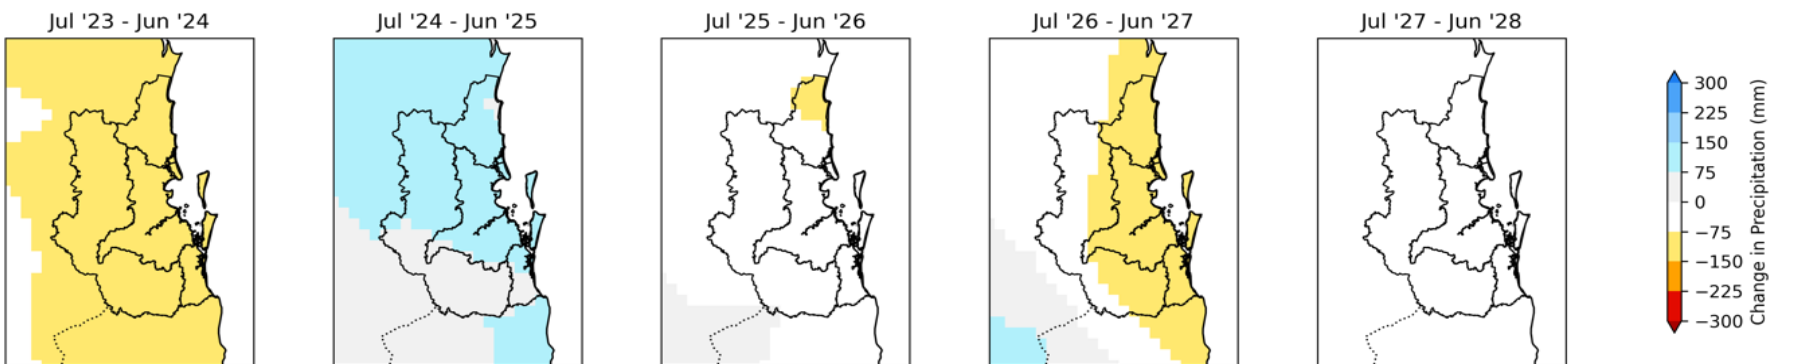 Jul '23 - Jun '24
Jul '24 - Jun '25
Jul '25 - Jun '26
Jul '26 - Jun '27
Jul '27 - Jun '28
300
225
150
75
0
−75
−150
−225
−300
Change in Precipitation (mm)